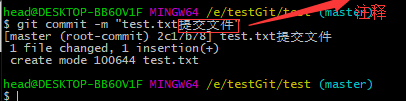 head@DESKTOP-BB6OV1F MINGW64 /e/testGit/test (master) 注释
$ git commit -m "test.txt提交文件"
[master (root-commit) 2c17b78] test.txt提交文件
1 file changed, 1 insertion(+)
create mode 100644 test.txt
head@DESKTOP-BB6OV1F MINGW64 /e/testGit/test (master)
$